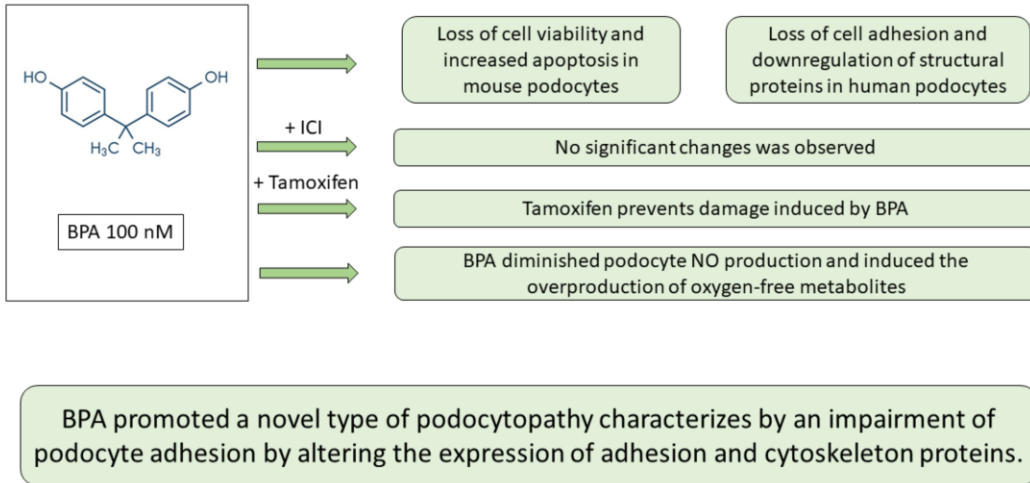 HO
OH
H₃C CH₃
BPA 100 nM
Loss of cell viability and
increased apoptosis in
mouse podocytes
Loss of cell adhesion and
downregulation of structural
proteins in human podocytes
+ ICI
No significant changes was observed
+ Tamoxifen
Tamoxifen prevents damage induced by BPA
BPA diminished podocyte NO production and induced the
overproduction of oxygen-free metabolites
BPA promoted a novel type of podocytopathy characterizes by an impairment of
podocyte adhesion by altering the expression of adhesion and cytoskeleton proteins.